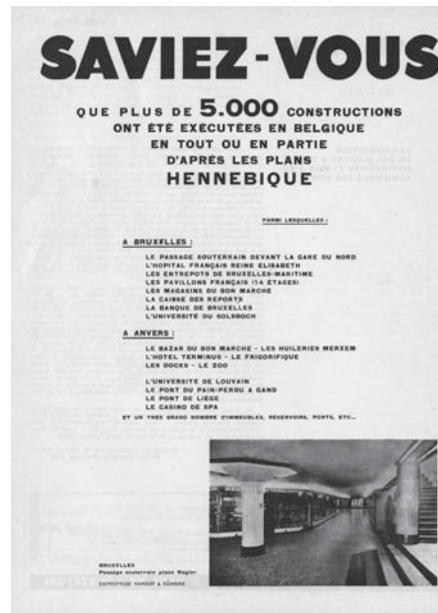 SAVIEZ-VOUS
QUE PLUS DE 5.000 CONSTRUCTIONS
ONT ÉTÉ EXÉCUTÉES EN BELGIQUE
EN TOUT OU EN PARTIE
D'APRÈS LES PLANS
HENNEBIQUE
PARMI LESQUELLES :
A BRUXELLES :
LE PASSAGE SOUTERRAIN DEVANT LA GARE DU NORD
L'HOPITAL FRANÇAIS REINE ELISABETH
LES ENTREPOTS DE BRUXELLES-MARITIME
LES PAVILLONS FRANÇAIS (14 ETAGES)
LES MAGASINS DU BON MARCHE
LA CAISSE DES REPORTS
LA BANQUE DE BRUXELLES
L'UNIVERSITÉ DU SOLBOSCH
A ANVERS :
LE BAZAR DU BON MARCHE - LES HUILERIES MERXEM
L'HOTEL TERMINUS - LE FRIGORIFIQUE
LES DOCKS - LE ZOO
L'UNIVERSITE DE LOUVAIN
LE PONT DU PAIN-PERDU A GAND
LE PONT DE LIÉGE
LE CASINO DE SPA
ET UN TRES GRAND NOMBRE D'IMMEUBLES, RESERVOIRS, PONTS, ETC...
BRUXELLES
Passage souterrain place Rogier